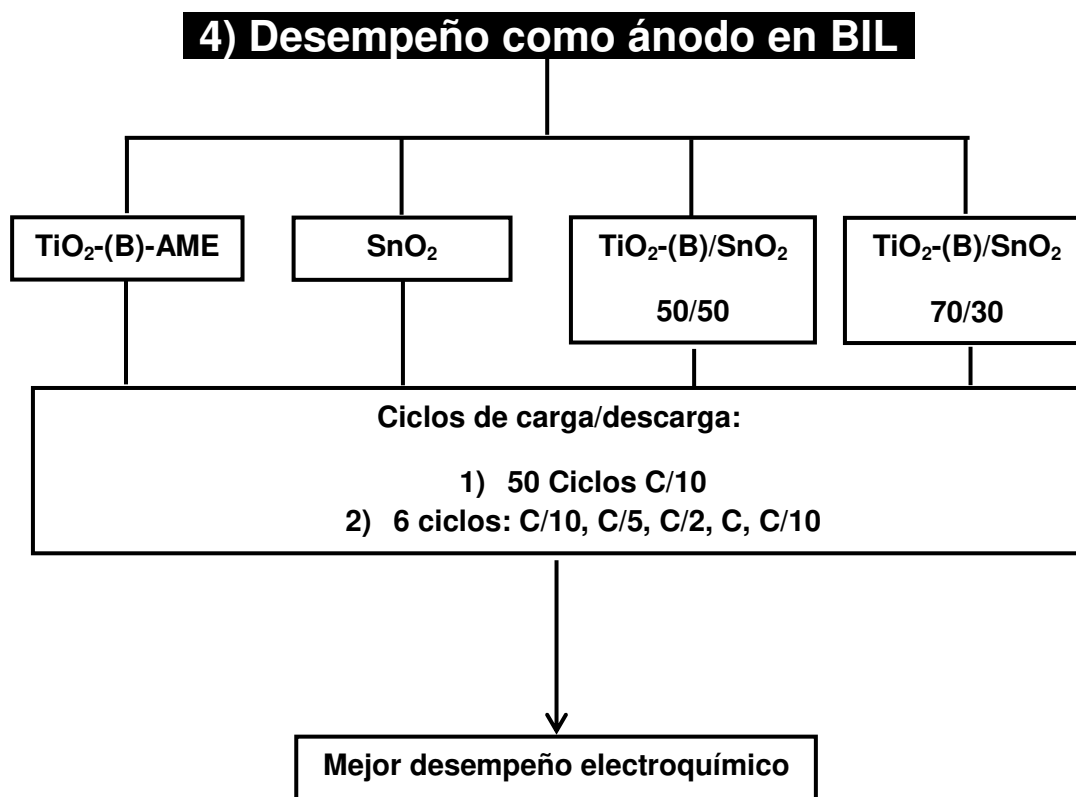 4) Desempeño como ánodo en BIL
TiO₂-(B)-AME
SnO₂
TiO₂-(B)/SnO₂
50/50
TiO₂-(B)/SnO₂
70/30
Ciclos de carga/descarga:
1) 50 Ciclos C/10
2) 6 ciclos: C/10, C/5, C/2, C, C/10
Mejor desempeño electroquímico